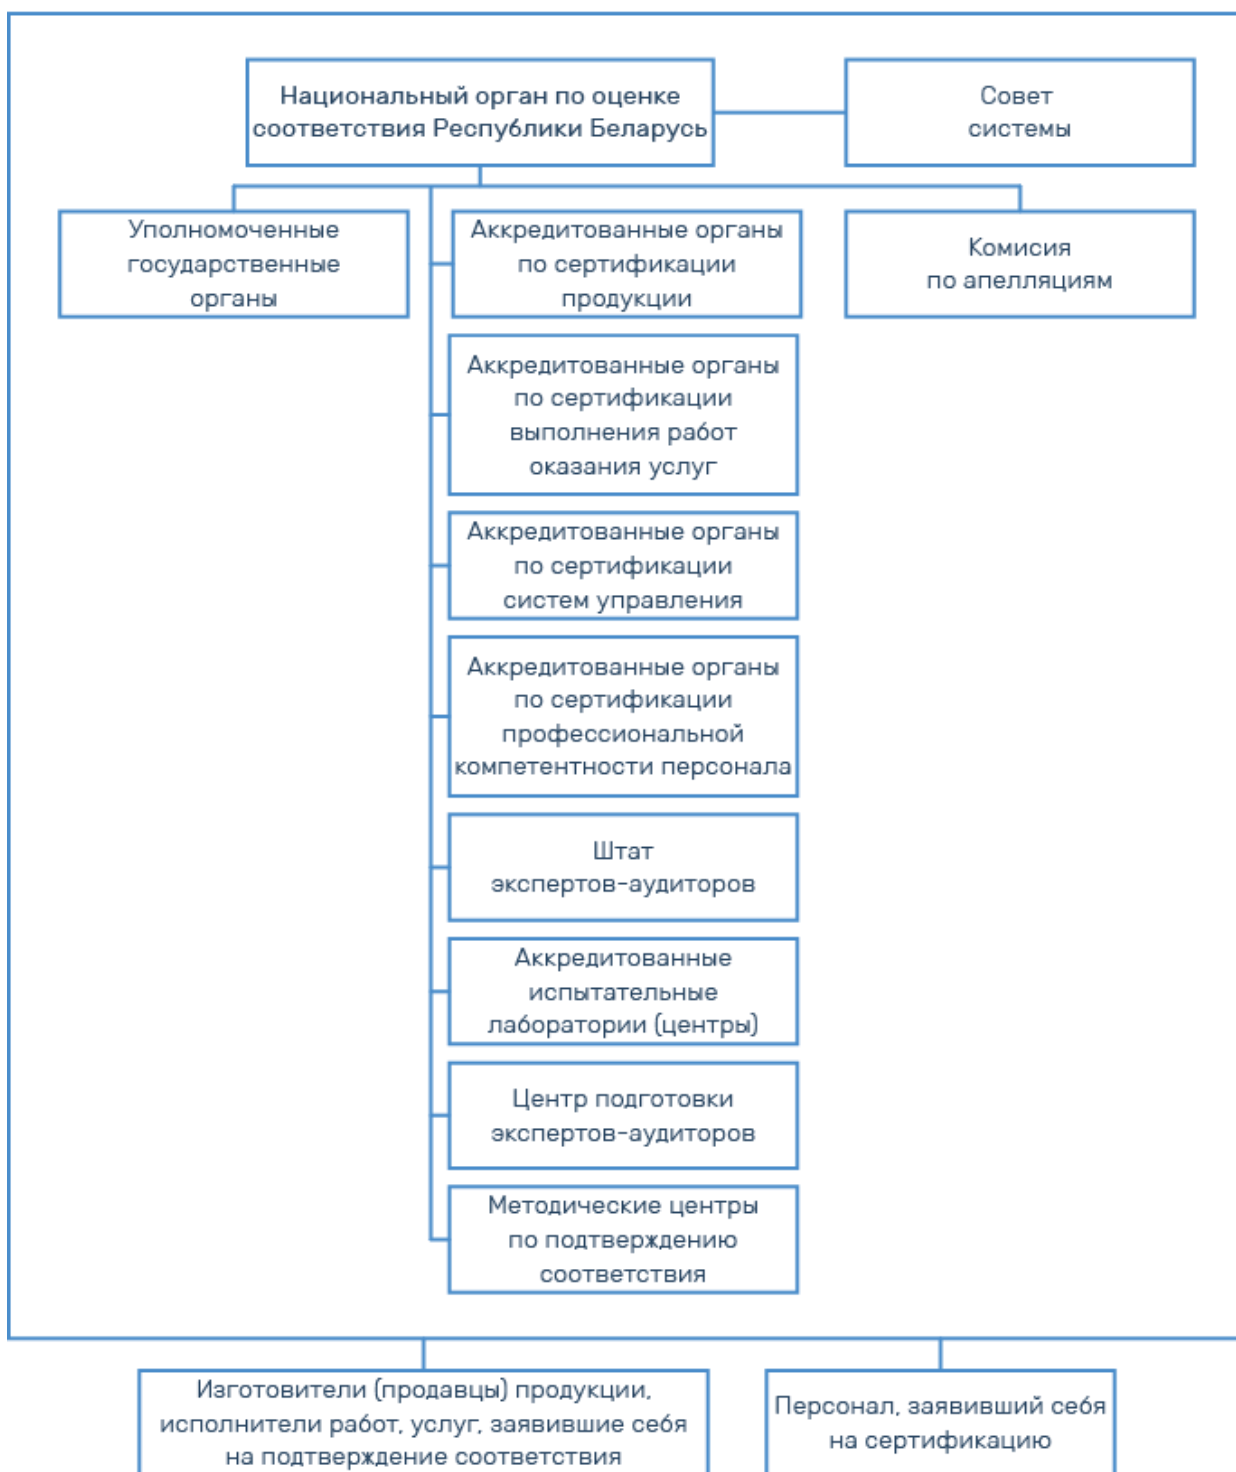 Национальный орган по оценке
соответствия Республики Беларусь
Совет
системы
Уполномоченные
государственные
органы
Аккредитованные органы
по сертификации
продукции
Комисия
по апелляциям
Аккредитованные органы
по сертификации
выполнения работ
оказания услуг
Аккредитованные органы
по сертификации
систем управления
Аккредитованные органы
по сертификации
профессиональной
компетентности персонала
Штат
экспертов-аудиторов
Аккредитованные
испытательные
лаборатории (центры)
Центр подготовки
экспертов-аудиторов
Методические центры
по подтверждению
соответствия
Изготовители (продавцы) продукции,
исполнители работ, услуг, заявившие себя
на подтверждение соответствия
Персонал, заявивший себя
на сертификацию